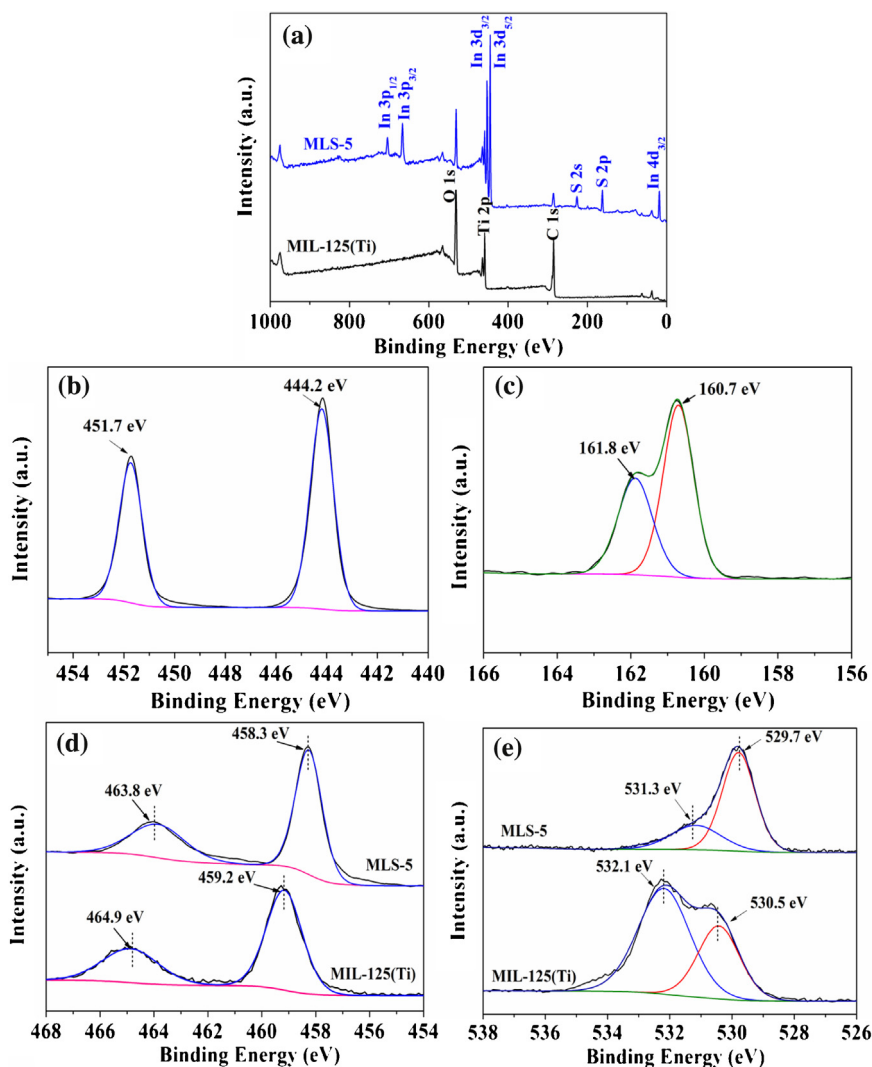 (a)
In 3p1/2
In 3p3/2
In 3d3/2
In 3d5/2
MLS-5
S 2s
S 2p
In 4d3/2
O 1s
Ti 2p
C 1s
MIL-125(Ti)
Intensity (a.u.)
1000 800 600 400 200 0
Binding Energy (eV)
(b)
444.2 eV
451.7 eV
Intensity (a.u.)
454 452 450 448 446 444 442 440
Binding Energy (eV)
(c)
160.7 eV
161.8 eV
Intensity (a.u.)
166 164 162 160 158 156
Binding Energy (eV)
(d)
458.3 eV
463.8 eV
MLS-5
459.2 eV
464.9 eV
MIL-125(Ti)
Intensity (a.u.)
468 466 464 462 460 458 456 454
Binding Energy (eV)
(e)
529.7 eV
531.3 eV
MLS-5
532.1 eV
530.5 eV
MIL-125(Ti)
Intensity (a.u.)
538 536 534 532 530 528 526
Binding Energy (eV)